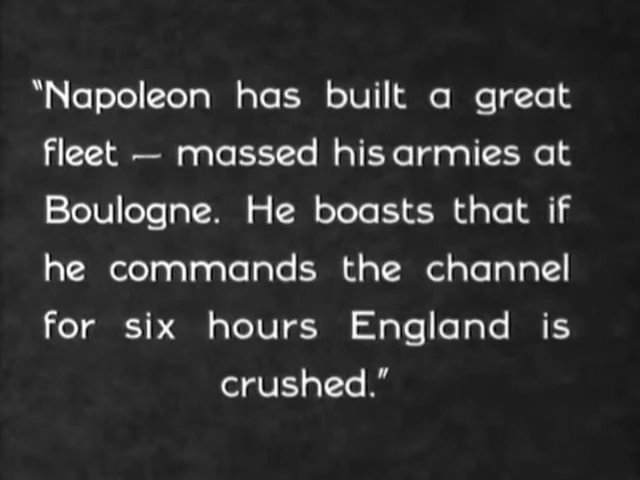 “Napoleon has built a great
fleet — massed his armies at
Boulogne. He boasts that if
he commands the channel
for six hours England is
crushed.”